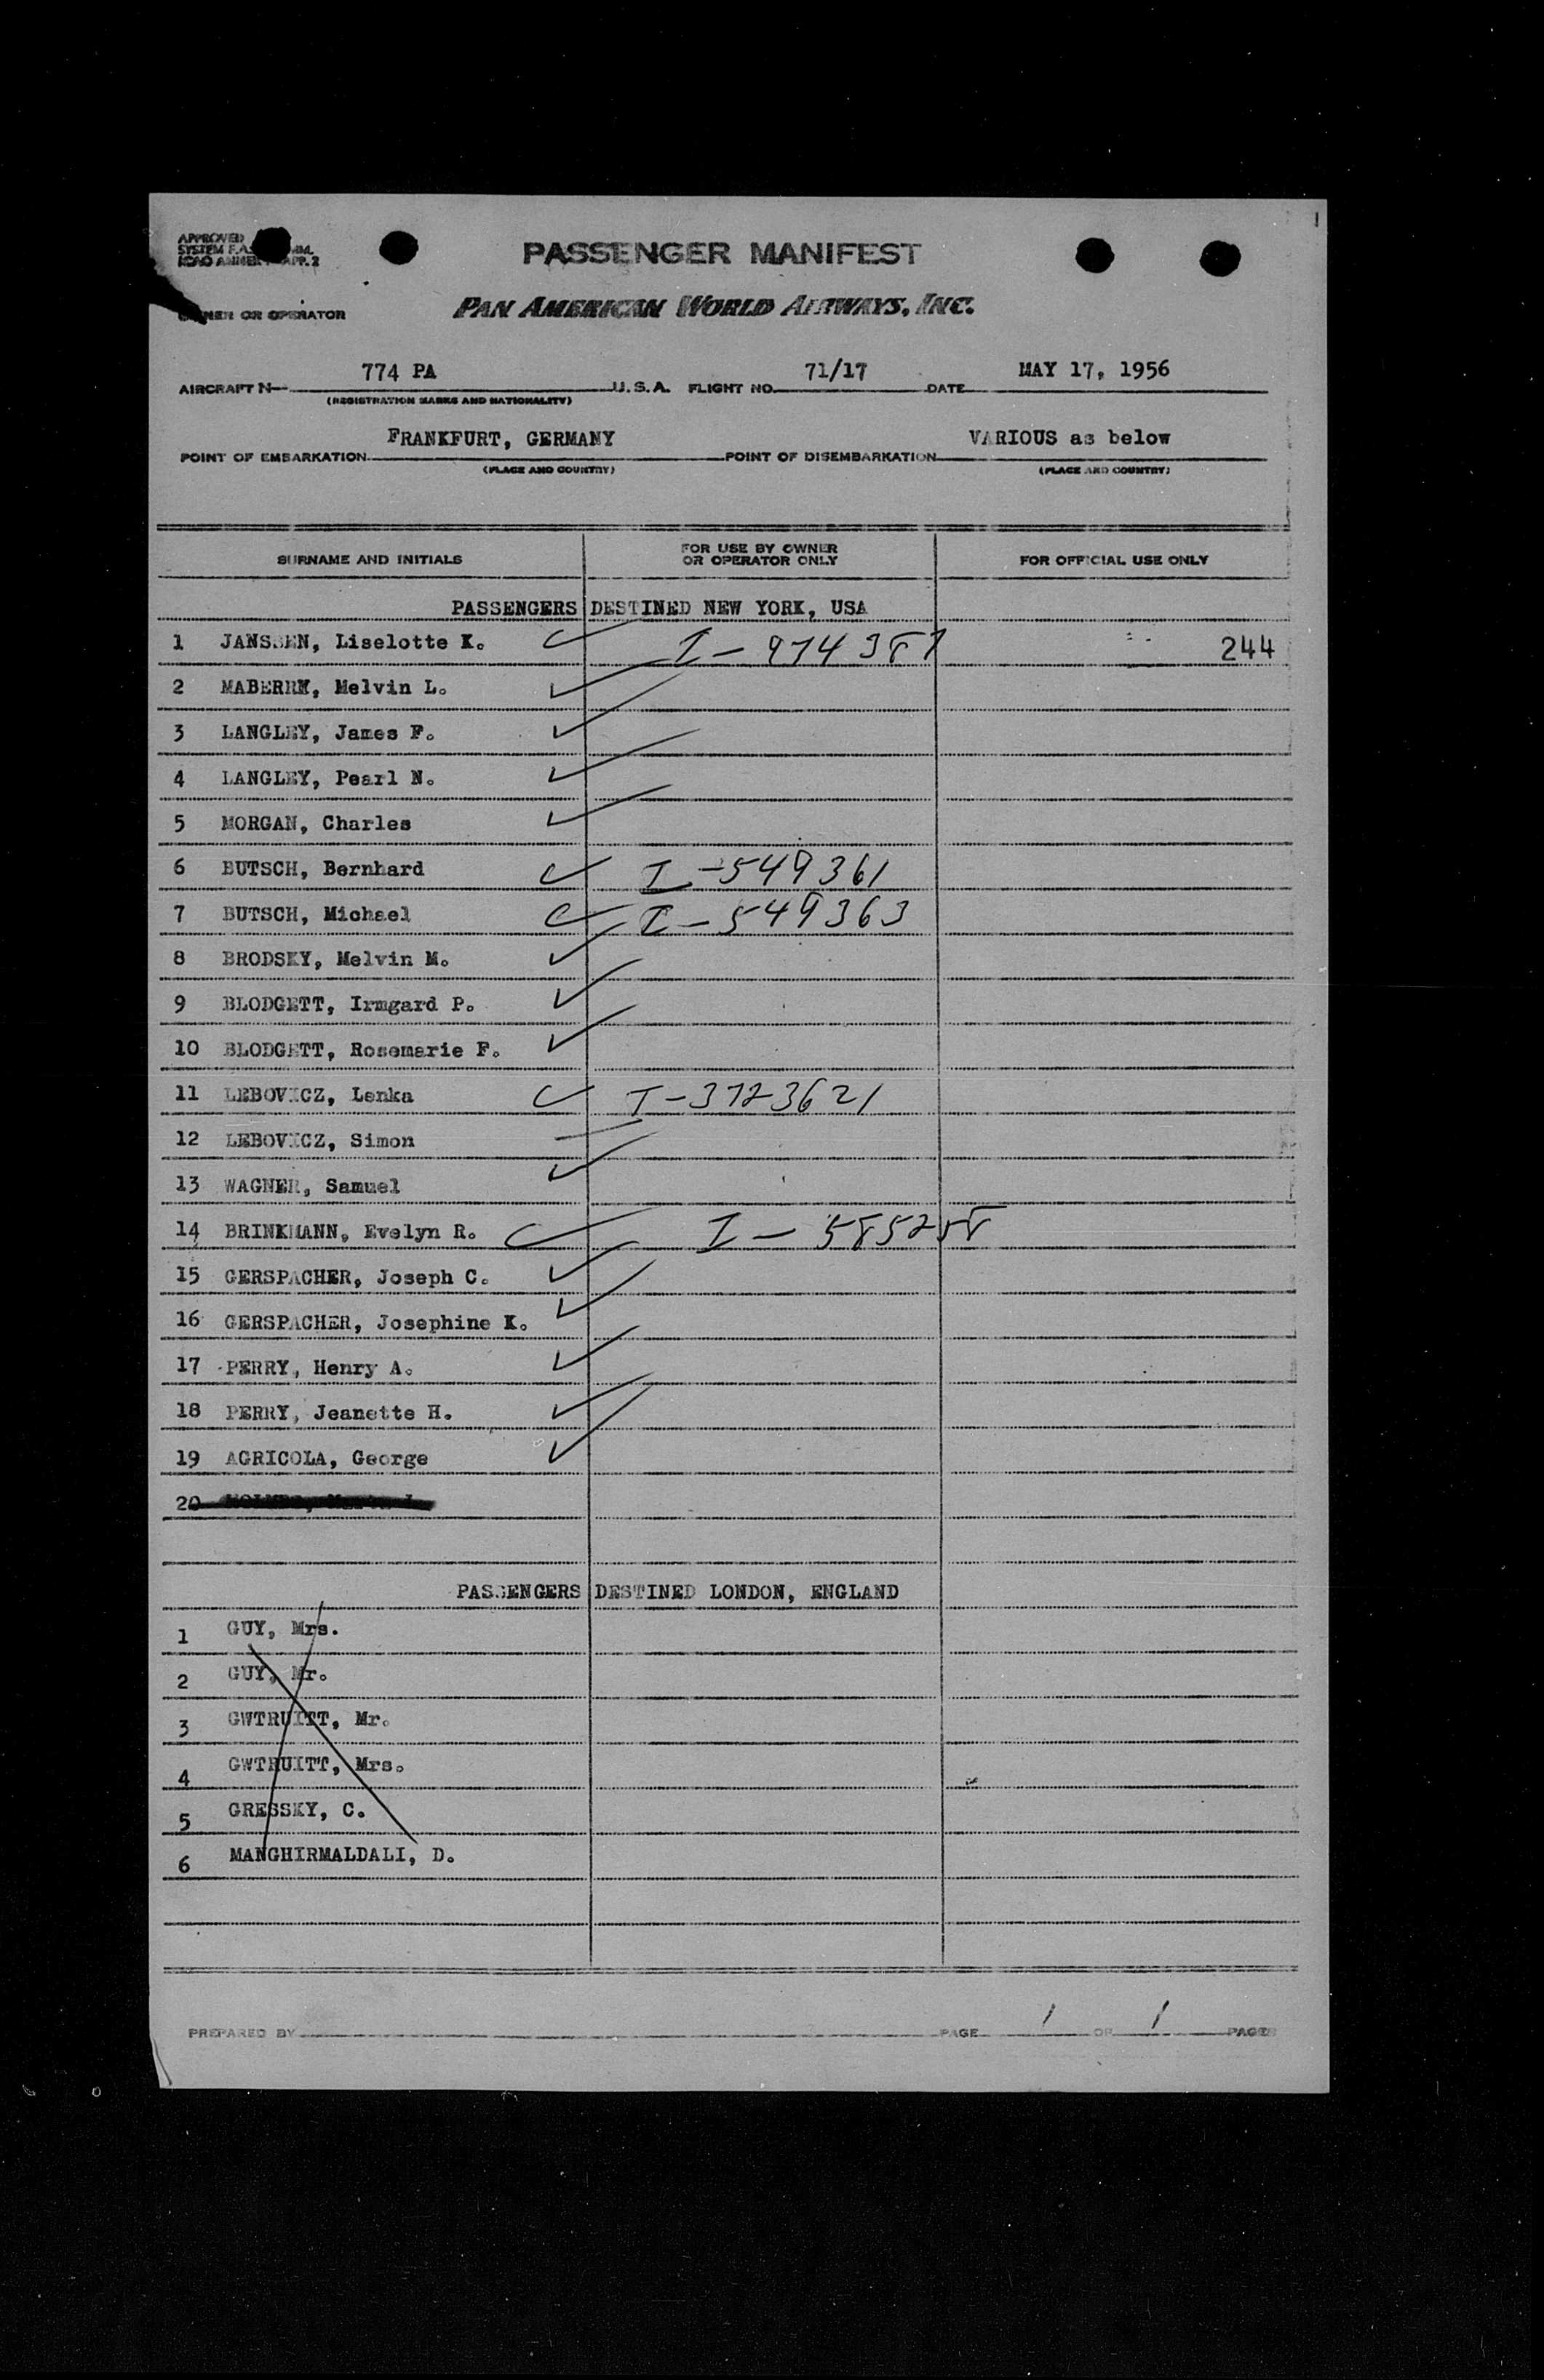 APPROVED
PASSENGER MANIFEST
OWNER OR OPERATOR PAN AMERICAN WORLD AIRWAYS, INC.
AIRCRAFT N 774 PA U.S.A. FLIGHT NO. 71/17 DATE MAY 17, 1956
(REGISTRATION MARKS AND NATIONALITY)
POINT OF EMBARKATION FRANKFURT, GERMANY POINT OF DISEMBARKATION VARIOUS as below
(PLACE AND COUNTRY) (PLACE AND COUNTRY)
SURNAME AND INITIALS FOR USE BY OWNER OR OPERATOR ONLY FOR OFFICIAL USE ONLY
PASSENGERS DESTINED NEW YORK, USA
1 JANSSEN, Liselotte K. I-974387 244
2 MABERRY, Melvin L.
3 LANGLEY, James F.
4 LANGLEY, Pearl N.
5 MORGAN, Charles
6 BUTSCH, Bernhard I-549361
7 BUTSCH, Michael I-549363
8 BRODSKY, Melvin M.
9 BLODGETT, Irmgard P.
10 BLODGETT, Rosemarie F.
11 LEBOVICZ, Lenka I-3723621
12 LEBOVICZ, Simon
13 WAGNER, Samuel
14 BRINKMANN, Evelyn R. I-585258
15 GERSPACHER, Joseph C.
16 GERSPACHER, Josephine K.
17 PERRY, Henry A.
18 PERRY, Jeanette H.
19 AGRICOLA, George
20
PASSENGERS DESTINED LONDON, ENGLAND
1 GUY, Mrs.
2 GUY, Mr.
3 GWTRUITT, Mr.
4 GWTRUITT, Mrs.
5 GRESSKY, C.
6 MANGHIRMALDALI, D.
PREPARED BY PAGE 1 OF 1 PAGES